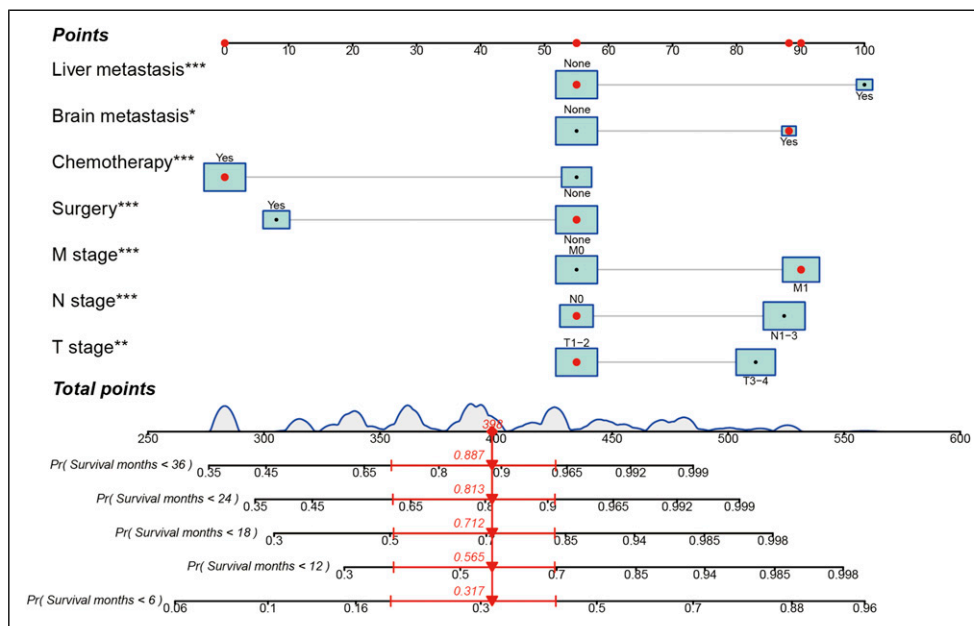 Points
0 10 20 30 40 50 60 70 80 90 100
Liver metastasis***
None
Yes
Brain metastasis*
None
Yes
Chemotherapy***
Yes
None
Surgery***
Yes
None
M stage***
M0
M1
N stage***
N0
N1-3
T stage**
T1-2
T3-4
Total points
398
250 300 350 400 450 500 550 600
0.887
Pr( Survival months < 36 )
0.35 0.45 0.65 0.8 0.9 0.965 0.992 0.999
0.813
Pr( Survival months < 24 )
0.35 0.45 0.65 0.8 0.9 0.965 0.992 0.999
0.712
Pr( Survival months < 18 )
0.3 0.5 0.7 0.85 0.94 0.985 0.998
0.565
Pr( Survival months < 12 )
0.3 0.5 0.7 0.85 0.94 0.985 0.998
0.317
Pr( Survival months < 6 )
0.06 0.1 0.16 0.3 0.5 0.7 0.88 0.96